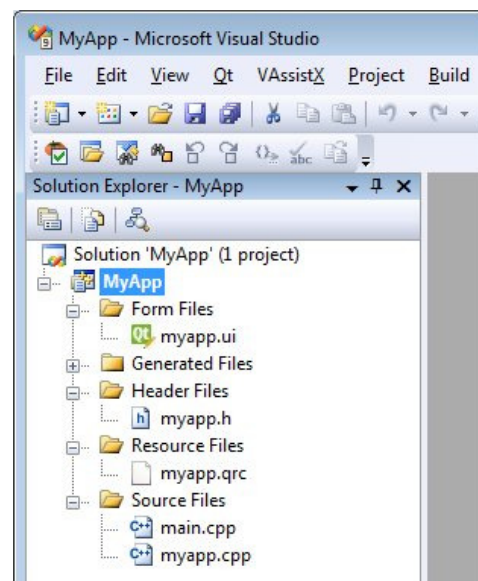 MyApp - Microsoft Visual Studio
File Edit View Qt VAssistX Project Build
Solution Explorer - MyApp
Solution 'MyApp' (1 project)
MyApp
Form Files
myapp.ui
Generated Files
Header Files
myapp.h
Resource Files
myapp.qrc
Source Files
main.cpp
myapp.cpp